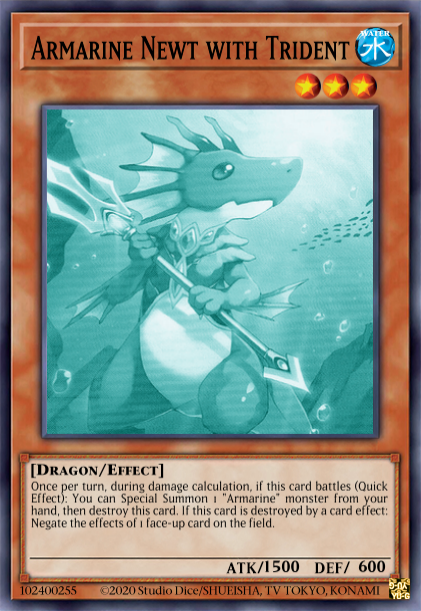 Armarine Newt with Trident
WATER
水
[Dragon/Effect]
Once per turn, during damage calculation, if this card battles (Quick
Effect): You can Special Summon 1 "Armarine" monster from your
hand, then destroy this card. If this card is destroyed by a card effect:
Negate the effects of 1 face-up card on the field.
ATK/1500 DEF/ 600
102400255 ©2020 Studio Dice/SHUEISHA, TV TOKYO, KONAMI